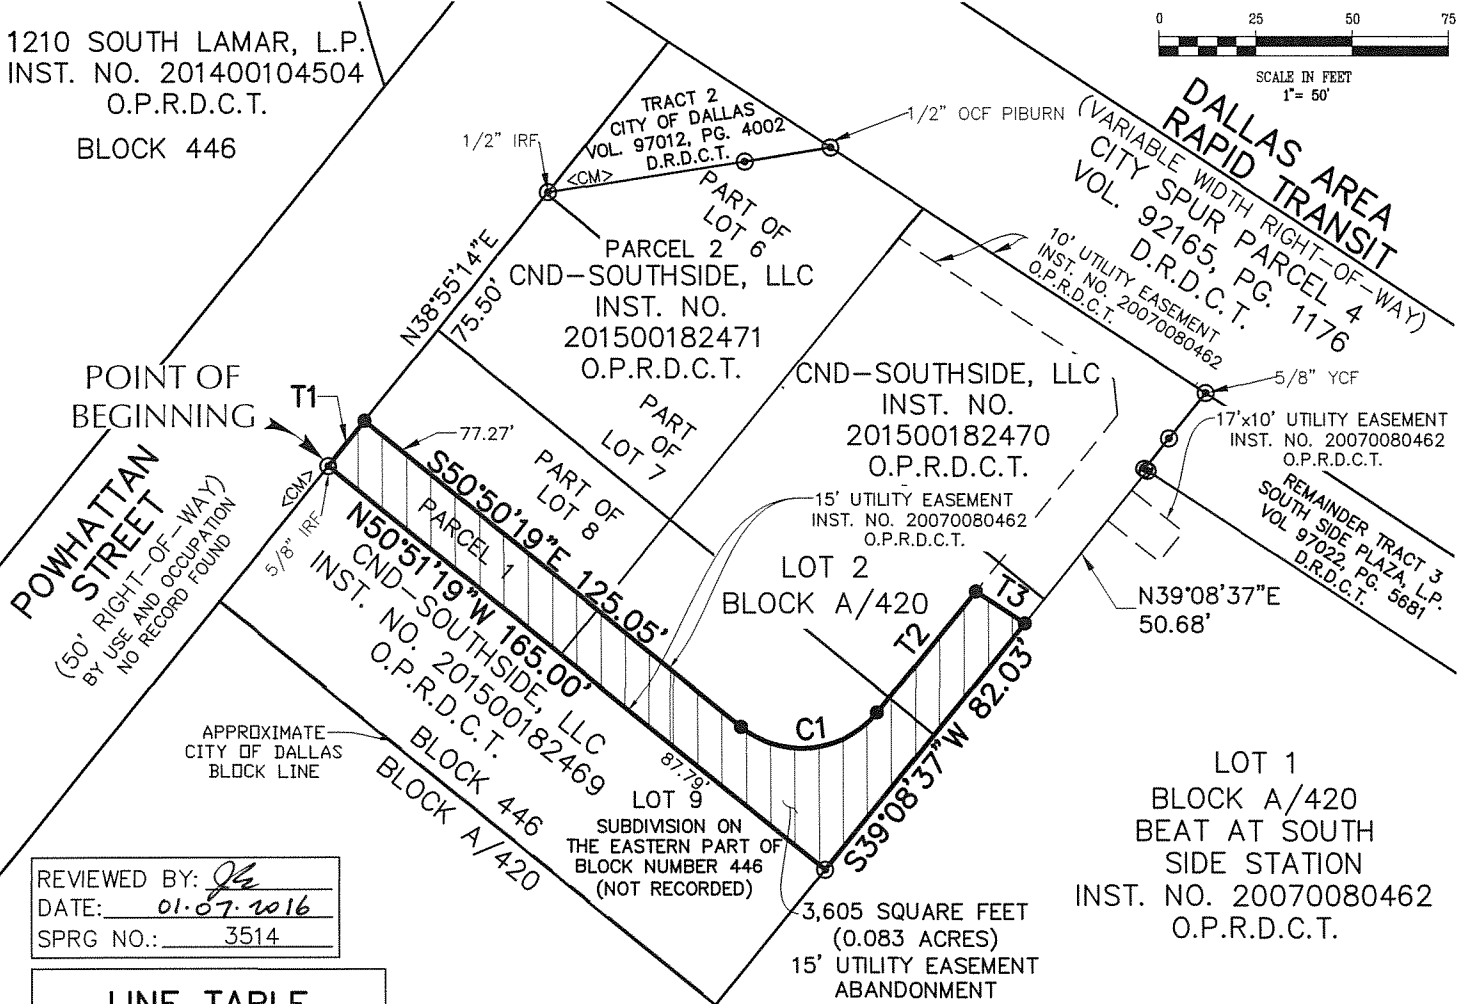 1210 SOUTH LAMAR, L.P.
INST. NO. 201400104504
O.P.R.D.C.T.
BLOCK 446
0 25 50 75
SCALE IN FEET
1"= 50'
TRACT 2
CITY OF DALLAS
VOL. 97012, PG. 4002
D.R.D.C.T.
1/2" IRF
<CM>
1/2" OCF PIBURN
DALLAS AREA
RAPID TRANSIT
(VARIABLE WIDTH RIGHT-OF-WAY)
CITY SPUR PARCEL 4
VOL. 92165, PG. 1176
D.R.D.C.T.
PART OF
LOT 6
10' UTILITY EASEMENT
INST. NO. 20070080462
O.P.R.D.C.T.
PARCEL 2
CND-SOUTHSIDE, LLC
INST. NO.
201500182471
O.P.R.D.C.T.
N38°55'14"E
75.50'
POINT OF
BEGINNING
T1
77.27'
PART
OF
LOT 7
CND-SOUTHSIDE, LLC
INST. NO.
201500182470
O.P.R.D.C.T.
5/8" YCF
17'x10' UTILITY EASEMENT
INST. NO. 20070080462
O.P.R.D.C.T.
REMAINDER TRACT 3
SOUTH SIDE PLAZA, L.P.
VOL 97022, PG. 5681
D.R.D.C.T.
POWHATTAN
STREET
(50' RIGHT-OF-WAY)
BY USE AND OCCUPATION
NO RECORD FOUND
<CM>
5/8" IRF
PART OF
LOT 8
S50°50'19"E 125.05'
PARCEL 1
N50°51'19"W 165.00'
CND-SOUTHSIDE, LLC
INST. NO. 201500182469
O.P.R.D.C.T.
15' UTILITY EASEMENT
INST. NO. 20070080462
O.P.R.D.C.T.
LOT 2
BLOCK A/420
T3
T2
C1
N39°08'37"E
50.68'
S39°08'37"W 82.03'
APPROXIMATE
CITY OF DALLAS
BLOCK LINE
BLOCK 446
BLOCK A/420
87.79'
LOT 9
SUBDIVISION ON
THE EASTERN PART OF
BLOCK NUMBER 446
(NOT RECORDED)
LOT 1
BLOCK A/420
BEAT AT SOUTH
SIDE STATION
INST. NO. 20070080462
O.P.R.D.C.T.
3,605 SQUARE FEET
(0.083 ACRES)
15' UTILITY EASEMENT
ABANDONMENT
REVIEWED BY:
DATE: 01.07.2016
SPRG NO.: 3514
LINE TABLE